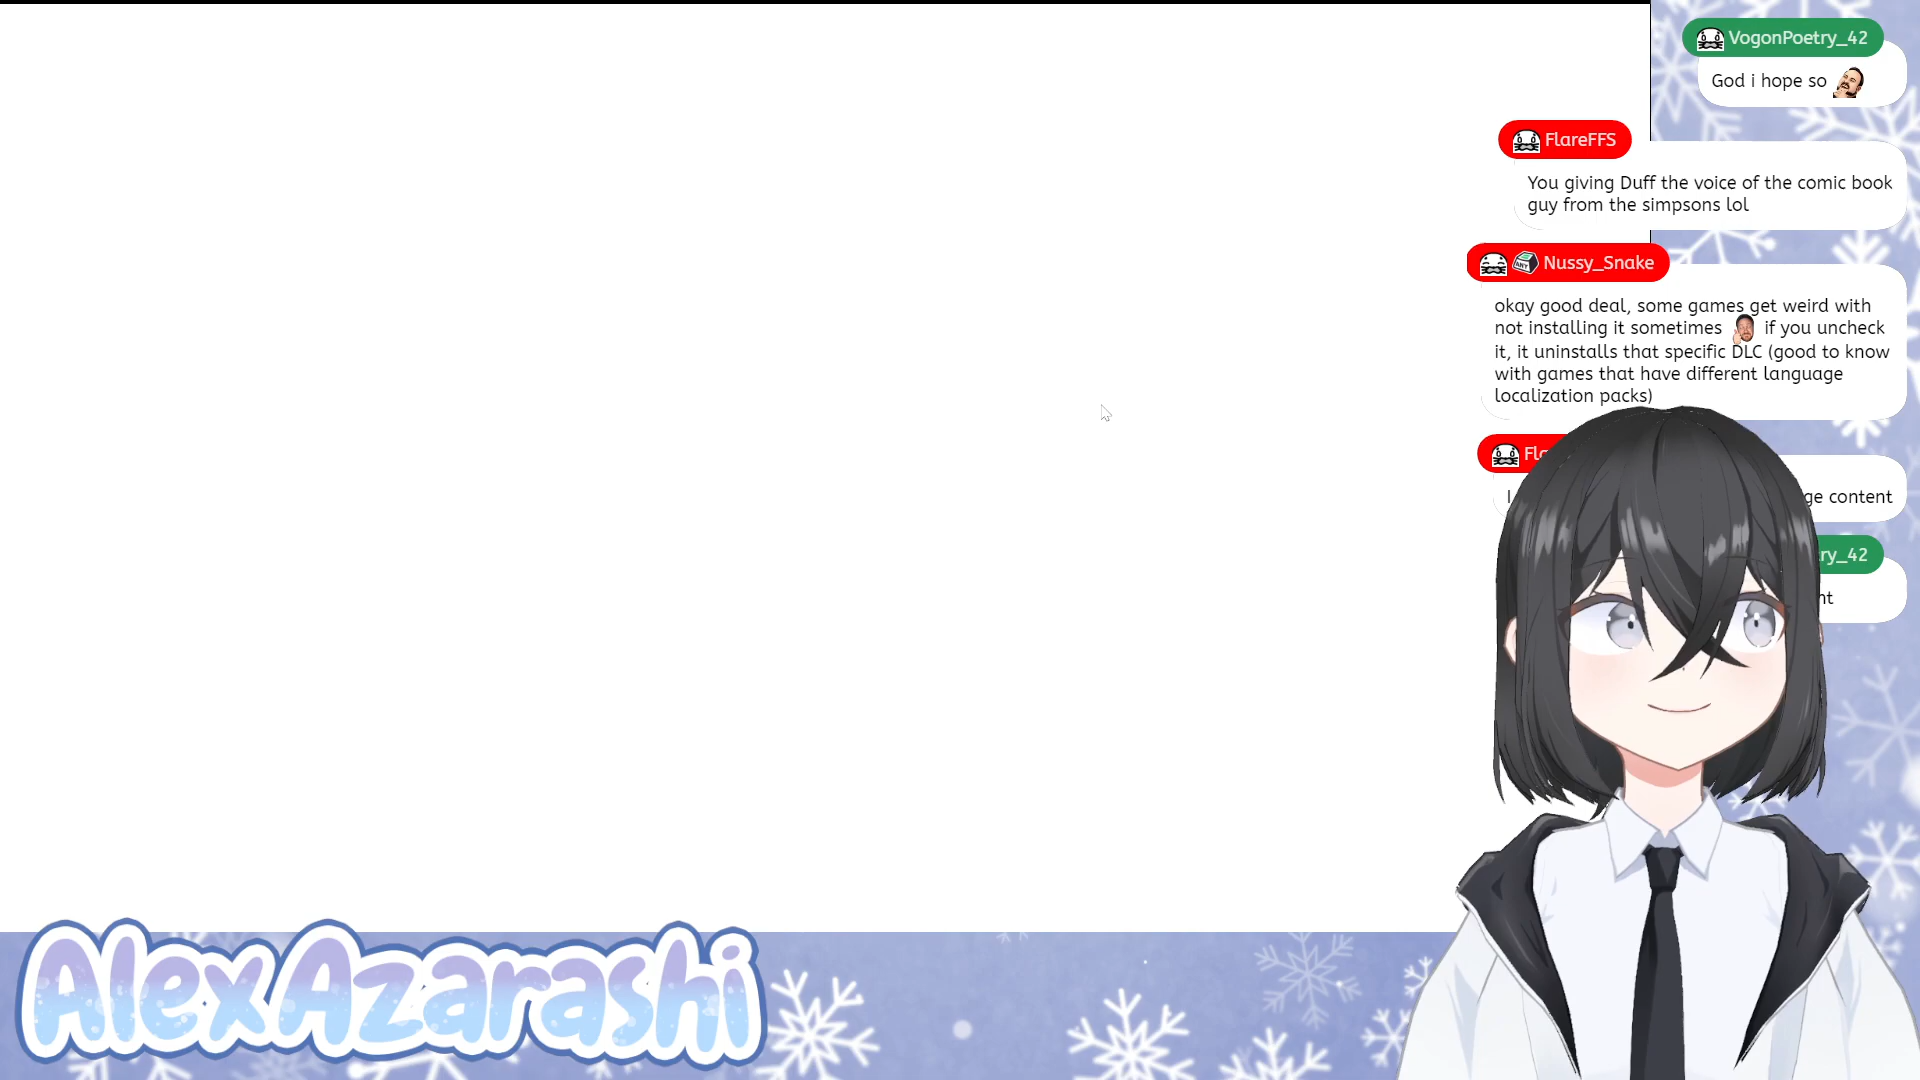 VogonPoetry_42
God i hope so
FlareFFS
You giving Duff the voice of the comic book
guy from the simpsons lol
ANY
Nussy_Snake
okay good deal, some games get weird with
not installing it sometimes if you uncheck
it, it uninstalls that specific DLC (good to know
with games that have different language
localization packs)
content
AlexAzarashi